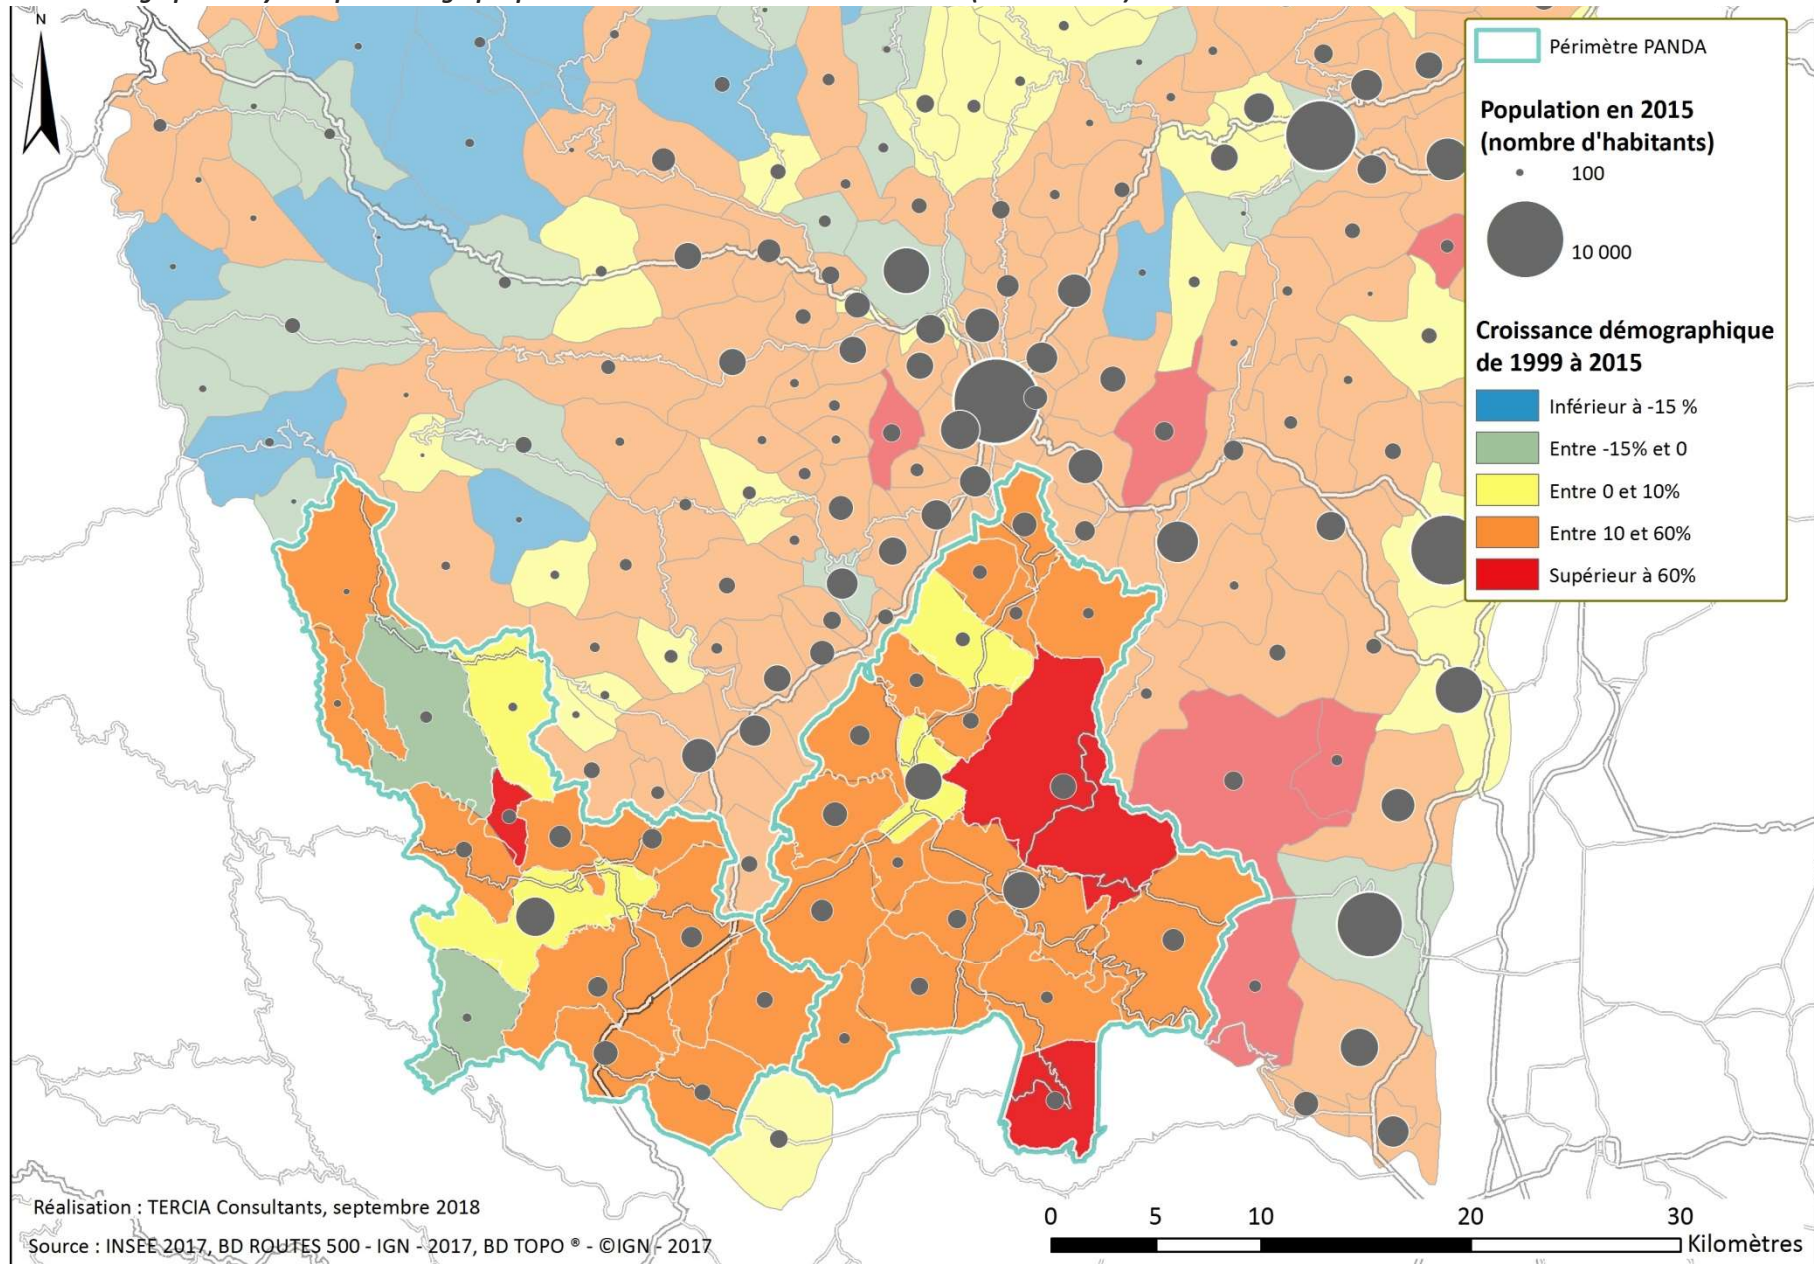 N
Périmètre PANDA
Population en 2015
(nombre d'habitants)
100
10 000
Croissance démographique
de 1999 à 2015
Inférieur à -15 %
Entre -15% et 0
Entre 0 et 10%
Entre 10 et 60%
Supérieur à 60%
Réalisation : TERCIA Consultants, septembre 2018
Source : INSEE 2017, BD ROUTES 500 - IGN - 2017, BD TOPO ® - ©IGN - 2017
0 5 10 20 30
Kilomètres